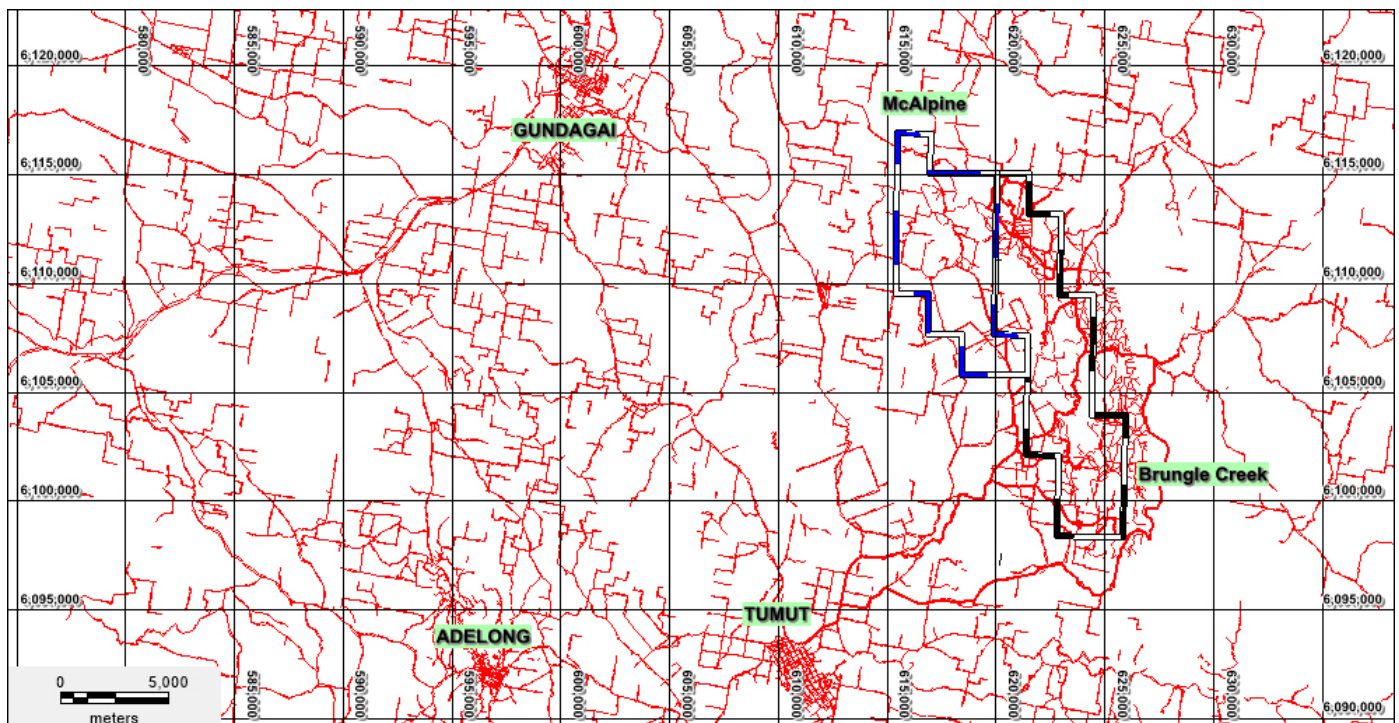 580,000 585,000 590,000 595,000 600,000 605,000 610,000 615,000 620,000 625,000 630,000
6,120,000 6,120,000
McAlpine
GUNDAGAI
6,115,000 6,115,000
6,110,000 6,110,000
6,105,000 6,105,000
Brungle Creek
6,100,000 6,100,000
6,095,000 6,095,000
TUMUT
ADELONG
0 5,000
meters
585,000 590,000 595,000 600,000 605,000 610,000 615,000 620,000 625,000 630,000
6,090,000